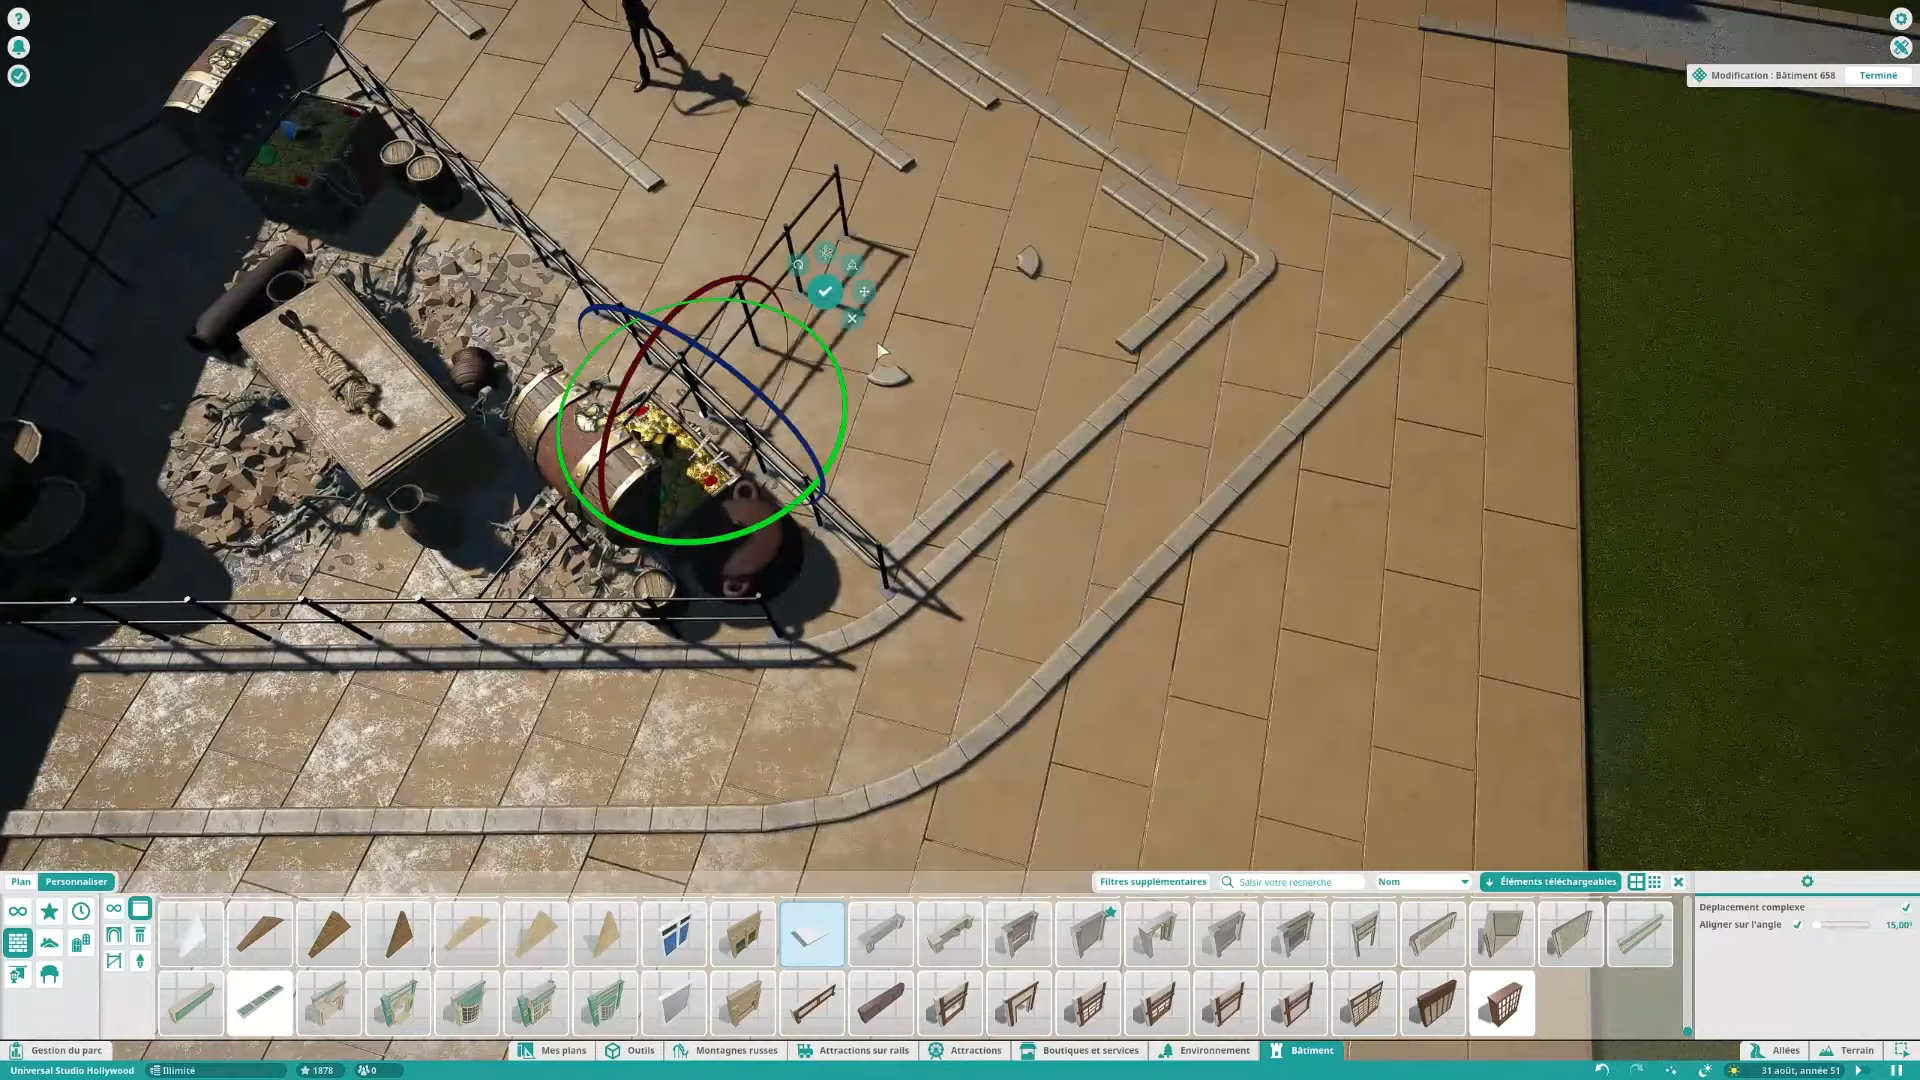 ?
Modification : Bâtiment 658
Terminé
Plan
Personnaliser
Filtres supplémentaires
Saisir votre recherche
Nom
Éléments téléchargeables
Déplacement complexe
Aligner sur l'angle
15,00°
Gestion du parc
Mes plans
Outils
Montagnes russes
Attractions sur rails
Attractions
Boutiques et services
Environnement
Bâtiment
Allées
Terrain
Universal Studio Hollywood
Illimité
1878
0
31 août, année 51